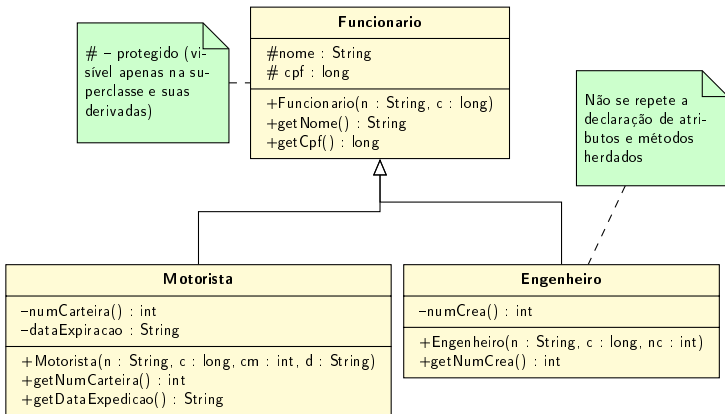 Funcionario
#nome : String
# cpf : long
+Funcionario(n : String, c : long)
+getNome() : String
+getCpf() : long
# – protegido (vi-
sível apenas na su-
perclasse e suas
derivadas)
Não se repete a
declaração de atri-
butos e métodos
herdados
Motorista
–numCarteira() : int
–dataExpiracao : String
+Motorista(n : String, c : long, cm : int, d : String)
+getNumCarteira() : int
+getDataExpedicao() : String
Engenheiro
–numCrea() : int
+Engenheiro(n : String, c : long, nc : int)
+getNumCrea() : int